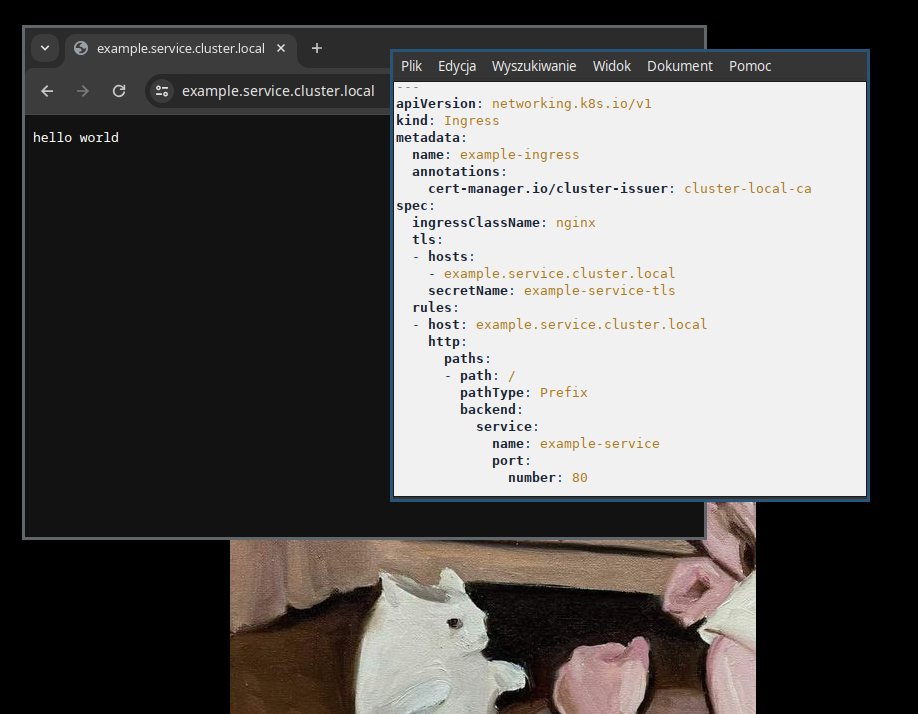 example.service.cluster.local
example.service.cluster.local
hello world
Plik Edycja Wyszukiwanie Widok Dokument Pomoc
---
apiVersion: networking.k8s.io/v1
kind: Ingress
metadata:
  name: example-ingress
  annotations:
    cert-manager.io/cluster-issuer: cluster-local-ca
spec:
  ingressClassName: nginx
  tls:
  - hosts:
    - example.service.cluster.local
    secretName: example-service-tls
  rules:
  - host: example.service.cluster.local
    http:
      paths:
      - path: /
        pathType: Prefix
        backend:
          service:
            name: example-service
            port:
              number: 80